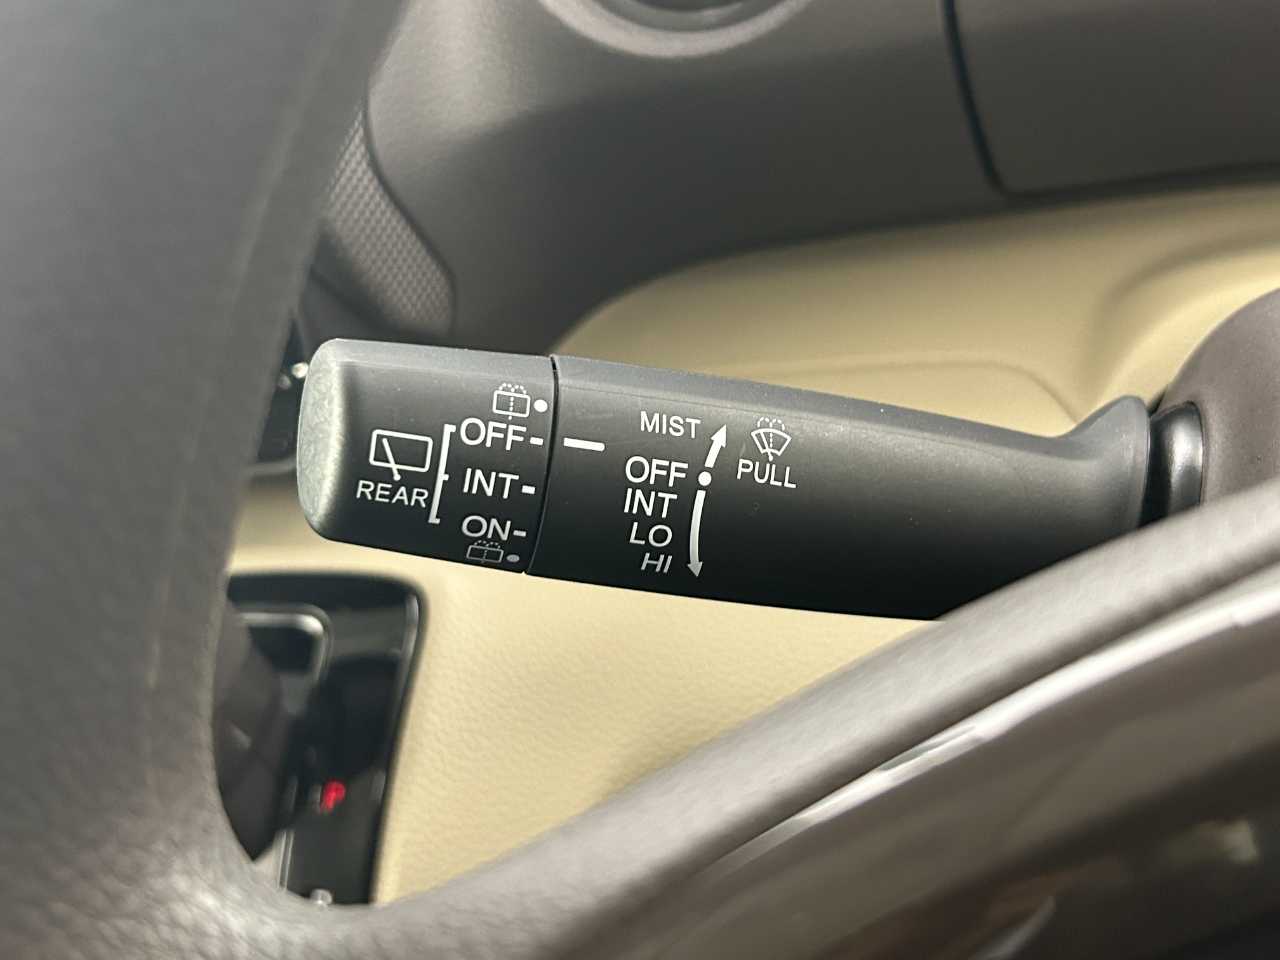 OFF
INT
ON
REAR
MIST
OFF
INT
LO
HI
PULL